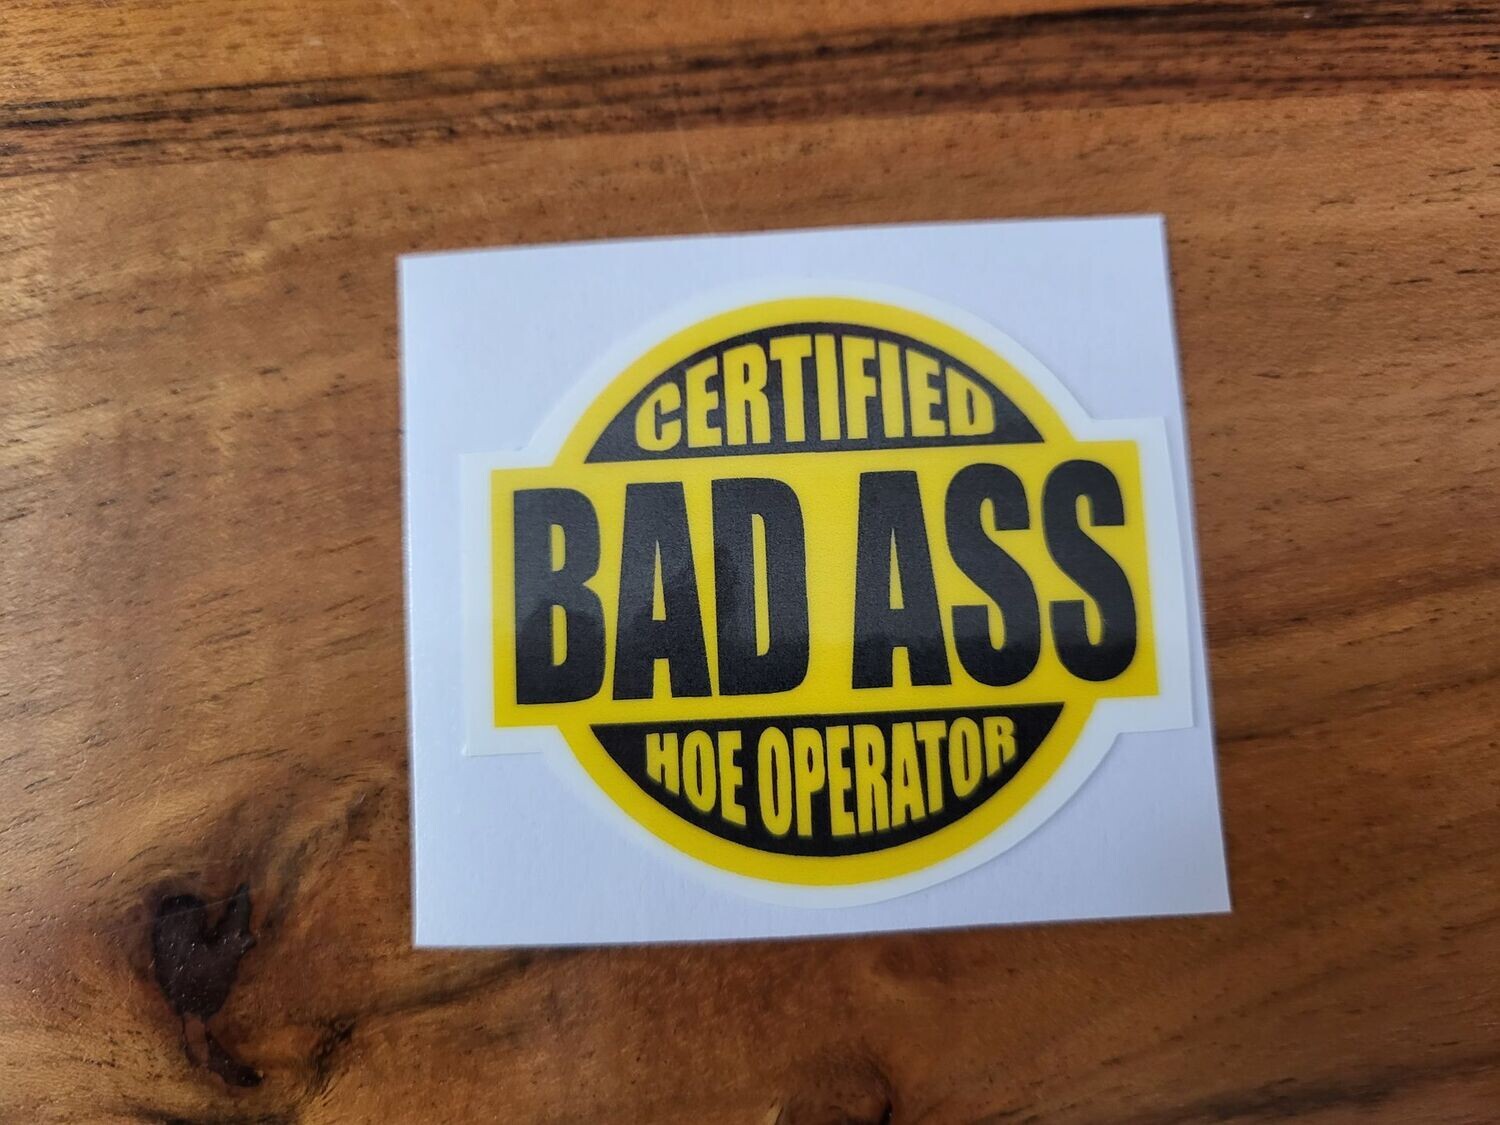 CERTIFIED
BAD ASS
HOE OPERATOR